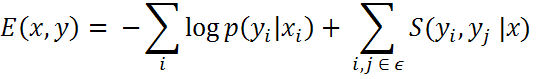 E(x, y) = − ∑_i log p(y_i|x_i) + ∑_{i,j ∈ ϵ} S(y_i, y_j |x)